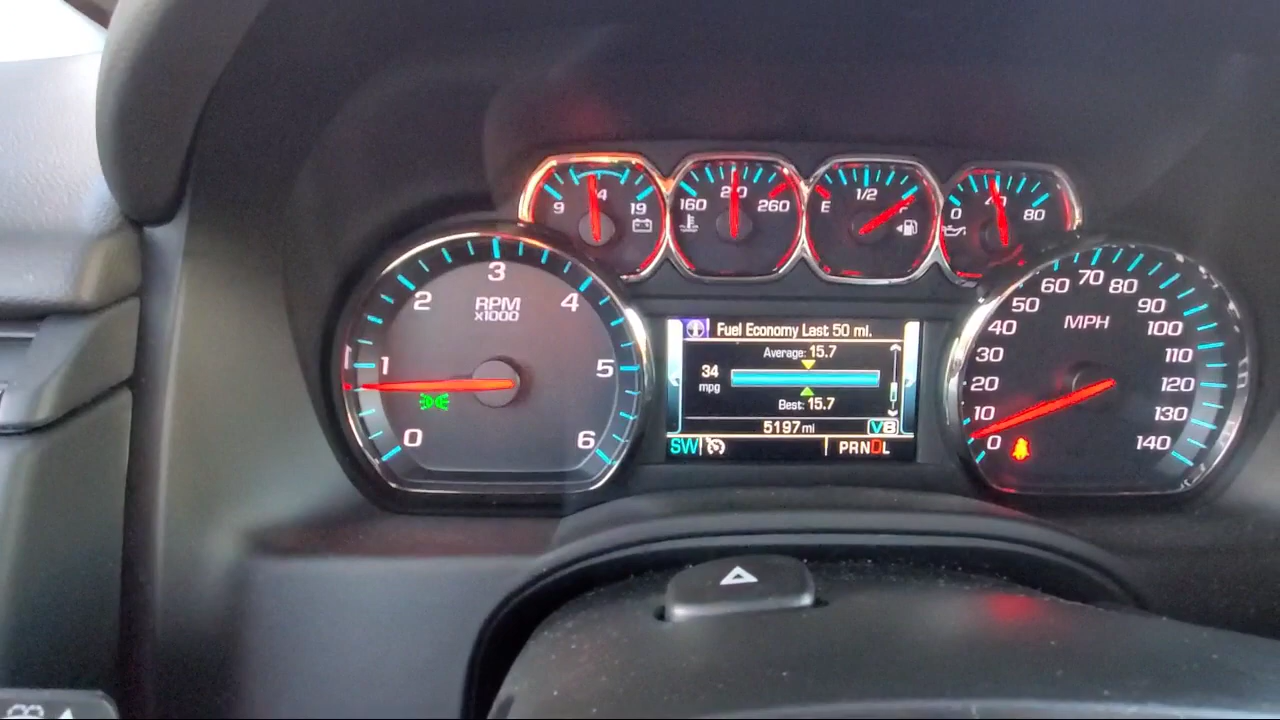 9 14 19
160 210 260
E 1/2 F
0 40 80
0 1 2 3 4 5 6
RPM
x1000
Fuel Economy Last 50 mi.
Average: 15.7
34
mpg
Best: 15.7
5197 mi V8
SW PRNDL
0 10 20 30 40 50 60 70 80 90 100 110 120 130 140
MPH